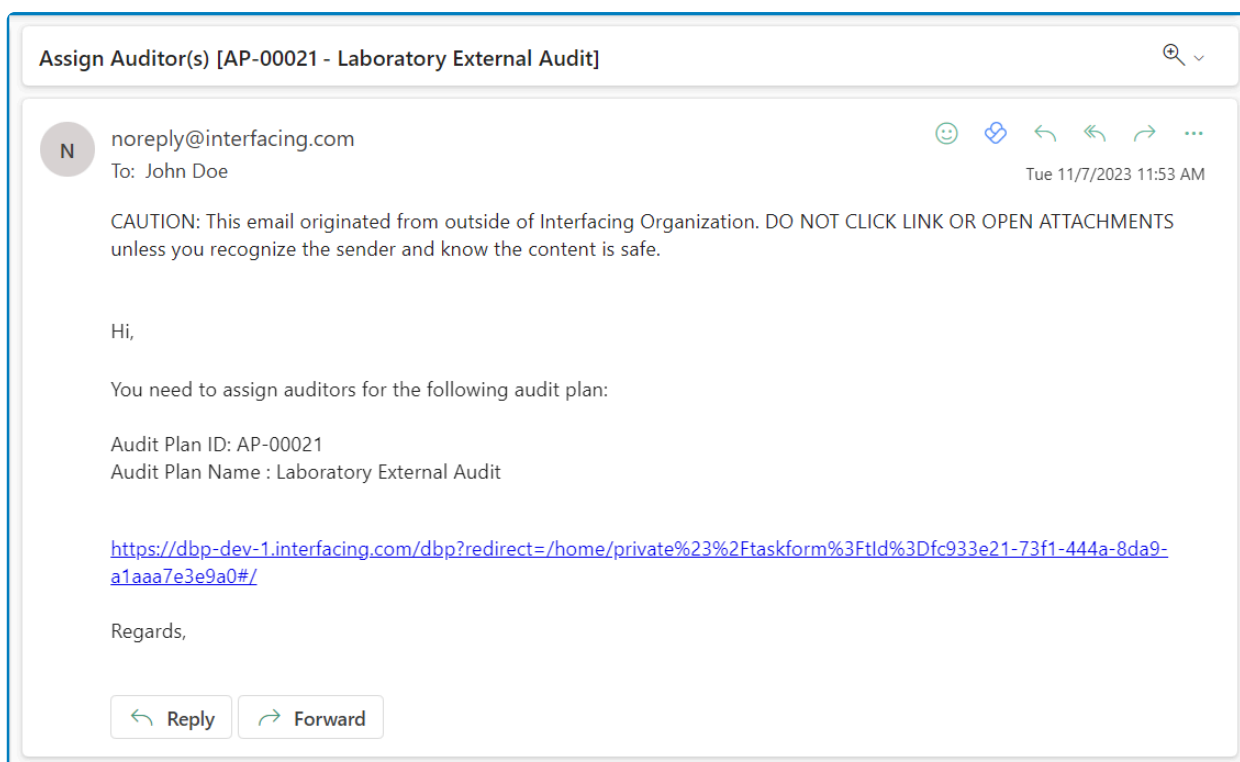 Assign Auditor(s) [AP-00021 - Laboratory External Audit]
N
noreply@interfacing.com
To: John Doe
Tue 11/7/2023 11:53 AM
CAUTION: This email originated from outside of Interfacing Organization. DO NOT CLICK LINK OR OPEN ATTACHMENTS
unless you recognize the sender and know the content is safe.
Hi,
You need to assign auditors for the following audit plan:
Audit Plan ID: AP-00021
Audit Plan Name : Laboratory External Audit
https://dbp-dev-1.interfacing.com/dbp?redirect=/home/private%23%2Ftaskform%3FtId%3Dfc933e21-73f1-444a-8da9-
a1aaa7e3e9a0#/
Regards,
Reply
Forward